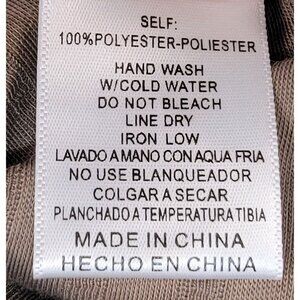 SELF:
100%POLYESTER-POLIESTER
HAND WASH
W/COLD WATER
DO NOT BLEACH
LINE DRY
IRON LOW
LAVADO A MANO CON AQUA FRIA
NO USE BLANQUEADOR
COLGAR A SECAR
PLANCHADO A TEMPERATURA TIBIA
MADE IN CHINA
HECHO EN CHINA